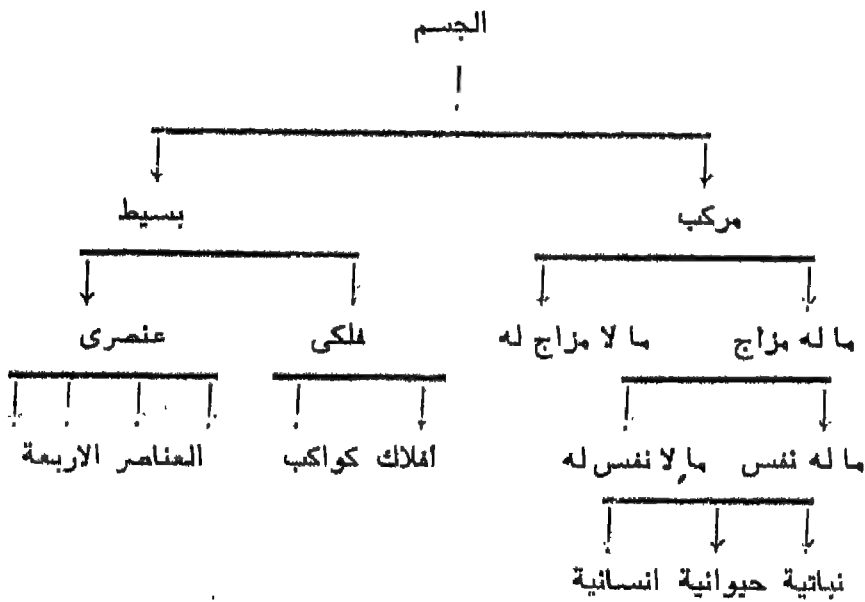 الجسم
مركب بسيط
ما له مزاج ما لا مزاج له فلكى عنصرى
ما له نفس ما لا نفس له افلاك كواكب العناصر الاربعة
نباتية حيوانية انسانية